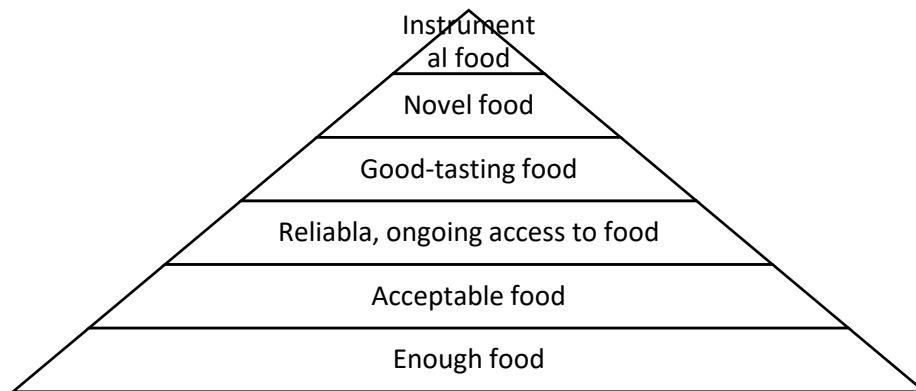 Instrument
al food
Novel food
Good-tasting food
Reliabla, ongoing access to food
Acceptable food
Enough food